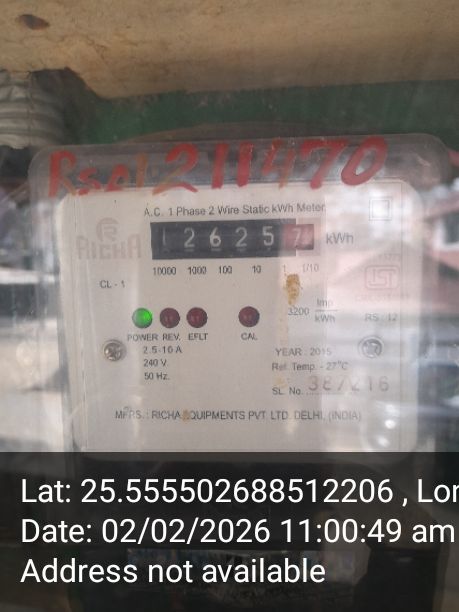 Rsel 211470
A.C. 1 Phase 2 Wire Static kWh Meter
RICHA
126257 kWh
10000 1000 100 10 1 1/10
CL - 1
3200 Imp/kWh
RS : 12
POWER REV. EFLT CAL
2.5-10 A
240 V.
50 Hz.
YEAR : 2015
Ref. Temp. - 27°C
SL. No. 387216
MFRS. : RICHA EQUIPMENTS PVT. LTD. DELHI, (INDIA)
Lat: 25.555502688512206 , Lon
Date: 02/02/2026 11:00:49 am
Address not available